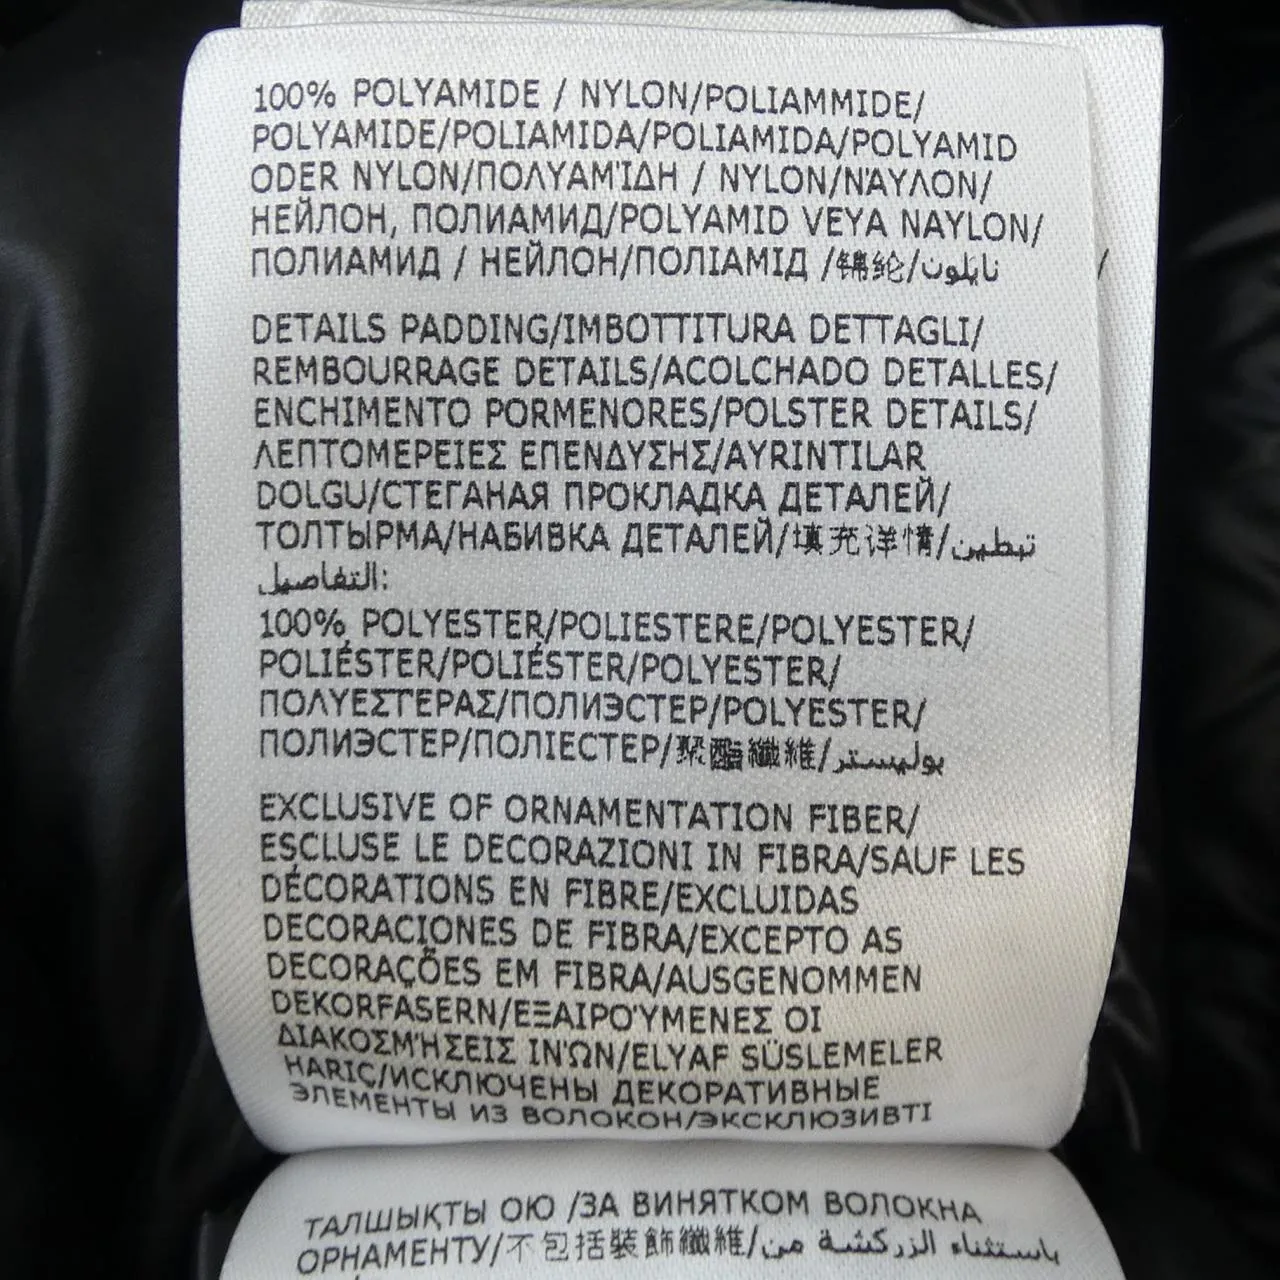 100% POLYAMIDE / NYLON/POLIAMMIDE/
POLYAMIDE/POLIAMIDA/POLIAMIDA/POLYAMID
ODER NYLON/ΠΟΛΥΑΜΊΔΗ / NYLON/ΝΆΥΛΟΝ/
НЕЙЛОН, ПОЛИАМИД/POLYAMID VEYA NAYLON/
ПОЛИАМИД / НЕЙЛОН/ПОЛІАМІД /锦纶/نايلون
DETAILS PADDING/IMBOTTITURA DETTAGLI/
REMBOURRAGE DETAILS/ACOLCHADO DETALLES/
ENCHIMENTO PORMENORES/POLSTER DETAILS/
ΛΕΠΤΟΜΕΡΕΙΕΣ ΕΠΕΝΔΥΣΗΣ/AYRINTILAR
DOLGU/СТЕГАНАЯ ПРОКЛАДКА ДЕТАЛЕЙ/
ТОЛТЫРМА/НАБИВКА ДЕТАЛЕЙ/填充详情/تبطين
التفاصيل:
100% POLYESTER/POLIESTERE/POLYESTER/
POLIÉSTER/POLIÉSTER/POLYESTER/
ΠΟΛΥΕΣΤΕΡΑΣ/ПОЛИЭСТЕР/POLYESTER/
ПОЛИЭСТЕР/ПОЛІЕСТЕР/聚酯纖維/بوليستر
EXCLUSIVE OF ORNAMENTATION FIBER/
ESCLUSE LE DECORAZIONI IN FIBRA/SAUF LES
DÉCORATIONS EN FIBRE/EXCLUIDAS
DECORACIONES DE FIBRA/EXCEPTO AS
DECORAÇÕES EM FIBRA/AUSGENOMMEN
DEKORFASERN/ΕΞΑΙΡΟΎΜΕΝΕΣ ΟΙ
ΔΙΑΚΟΣΜΉΣΕΙΣ ΙΝΏΝ/ELYAF SÜSLEMELER
HARIÇ/ИСКЛЮЧЕНЫ ДЕКОРАТИВНЫЕ
ЭЛЕМЕНТЫ ИЗ ВОЛОКОН/ЭКСКЛЮЗИВТІ
ТАЛШЫҚТЫ ОЮ /ЗА ВИНЯТКОМ ВОЛОКНА
ОРНАМЕНТУ/不包括裝飾纖維/باستثناء الزركشة من